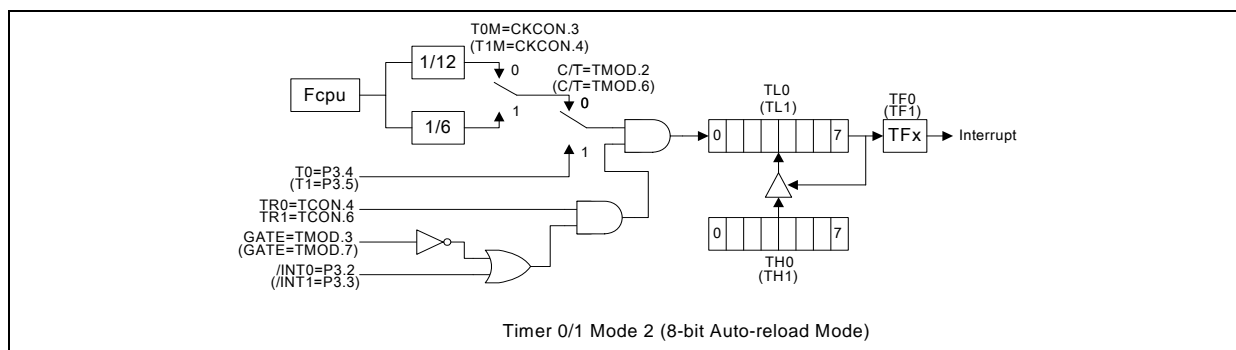 T0M=CKCON.3
(T1M=CKCON.4)
1/12
0
C/T=TMOD.2
(C/T=TMOD.6)
Fcpu
0
1
1/6
TL0
(TL1)
TF0
(TF1)
0 7
TFx
Interrupt
1
T0=P3.4
(T1=P3.5)
TR0=TCON.4
TR1=TCON.6
GATE=TMOD.3
(GATE=TMOD.7)
0 7
/INT0=P3.2
(/INT1=P3.3)
TH0
(TH1)
Timer 0/1 Mode 2 (8-bit Auto-reload Mode)